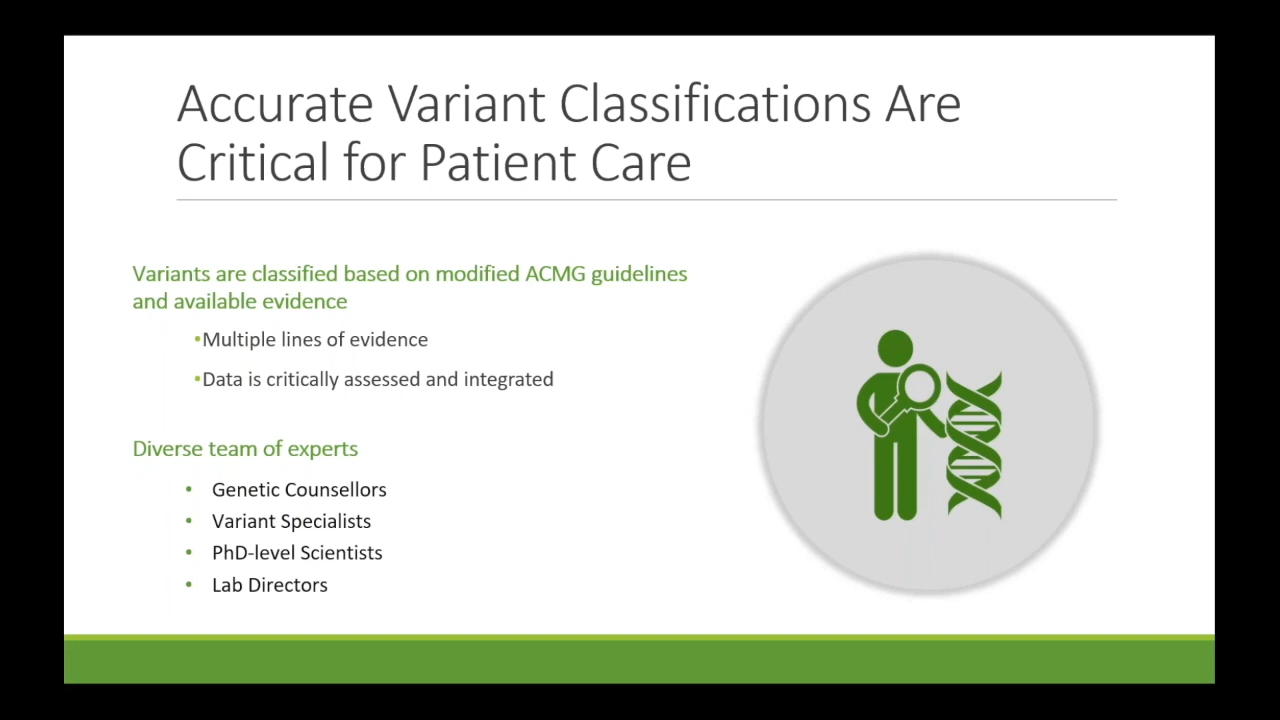 Accurate Variant Classifications Are
Critical for Patient Care
Variants are classified based on modified ACMG guidelines
and available evidence
•Multiple lines of evidence
•Data is critically assessed and integrated
Diverse team of experts
• Genetic Counsellors
• Variant Specialists
• PhD-level Scientists
• Lab Directors